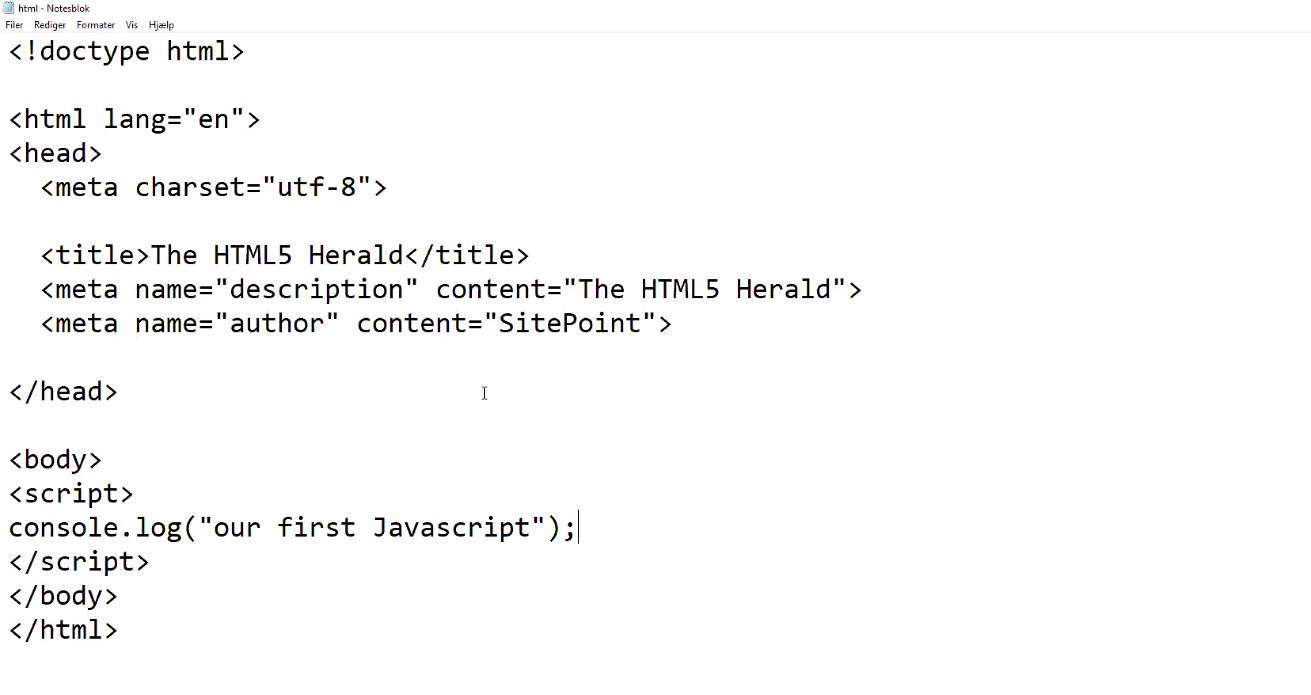 html - Notesblok
Filer Rediger Formater Vis Hjælp
<!doctype html>
<html lang="en">
<head>
<meta charset="utf-8">
<title>The HTML5 Herald</title>
<meta name="description" content="The HTML5 Herald">
<meta name="author" content="SitePoint">
</head>
<body>
<script>
console.log("our first Javascript");
</script>
</body>
</html>